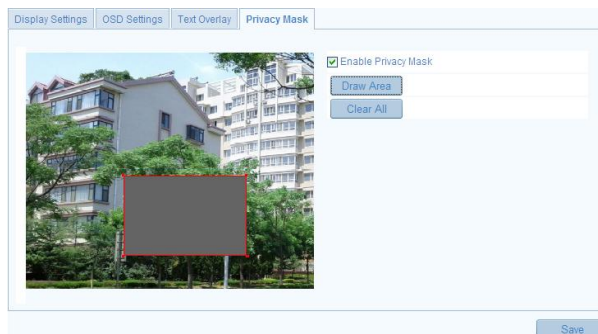 Display Settings OSD Settings Text Overlay Privacy Mask
Enable Privacy Mask
Draw Area
Clear All
Save